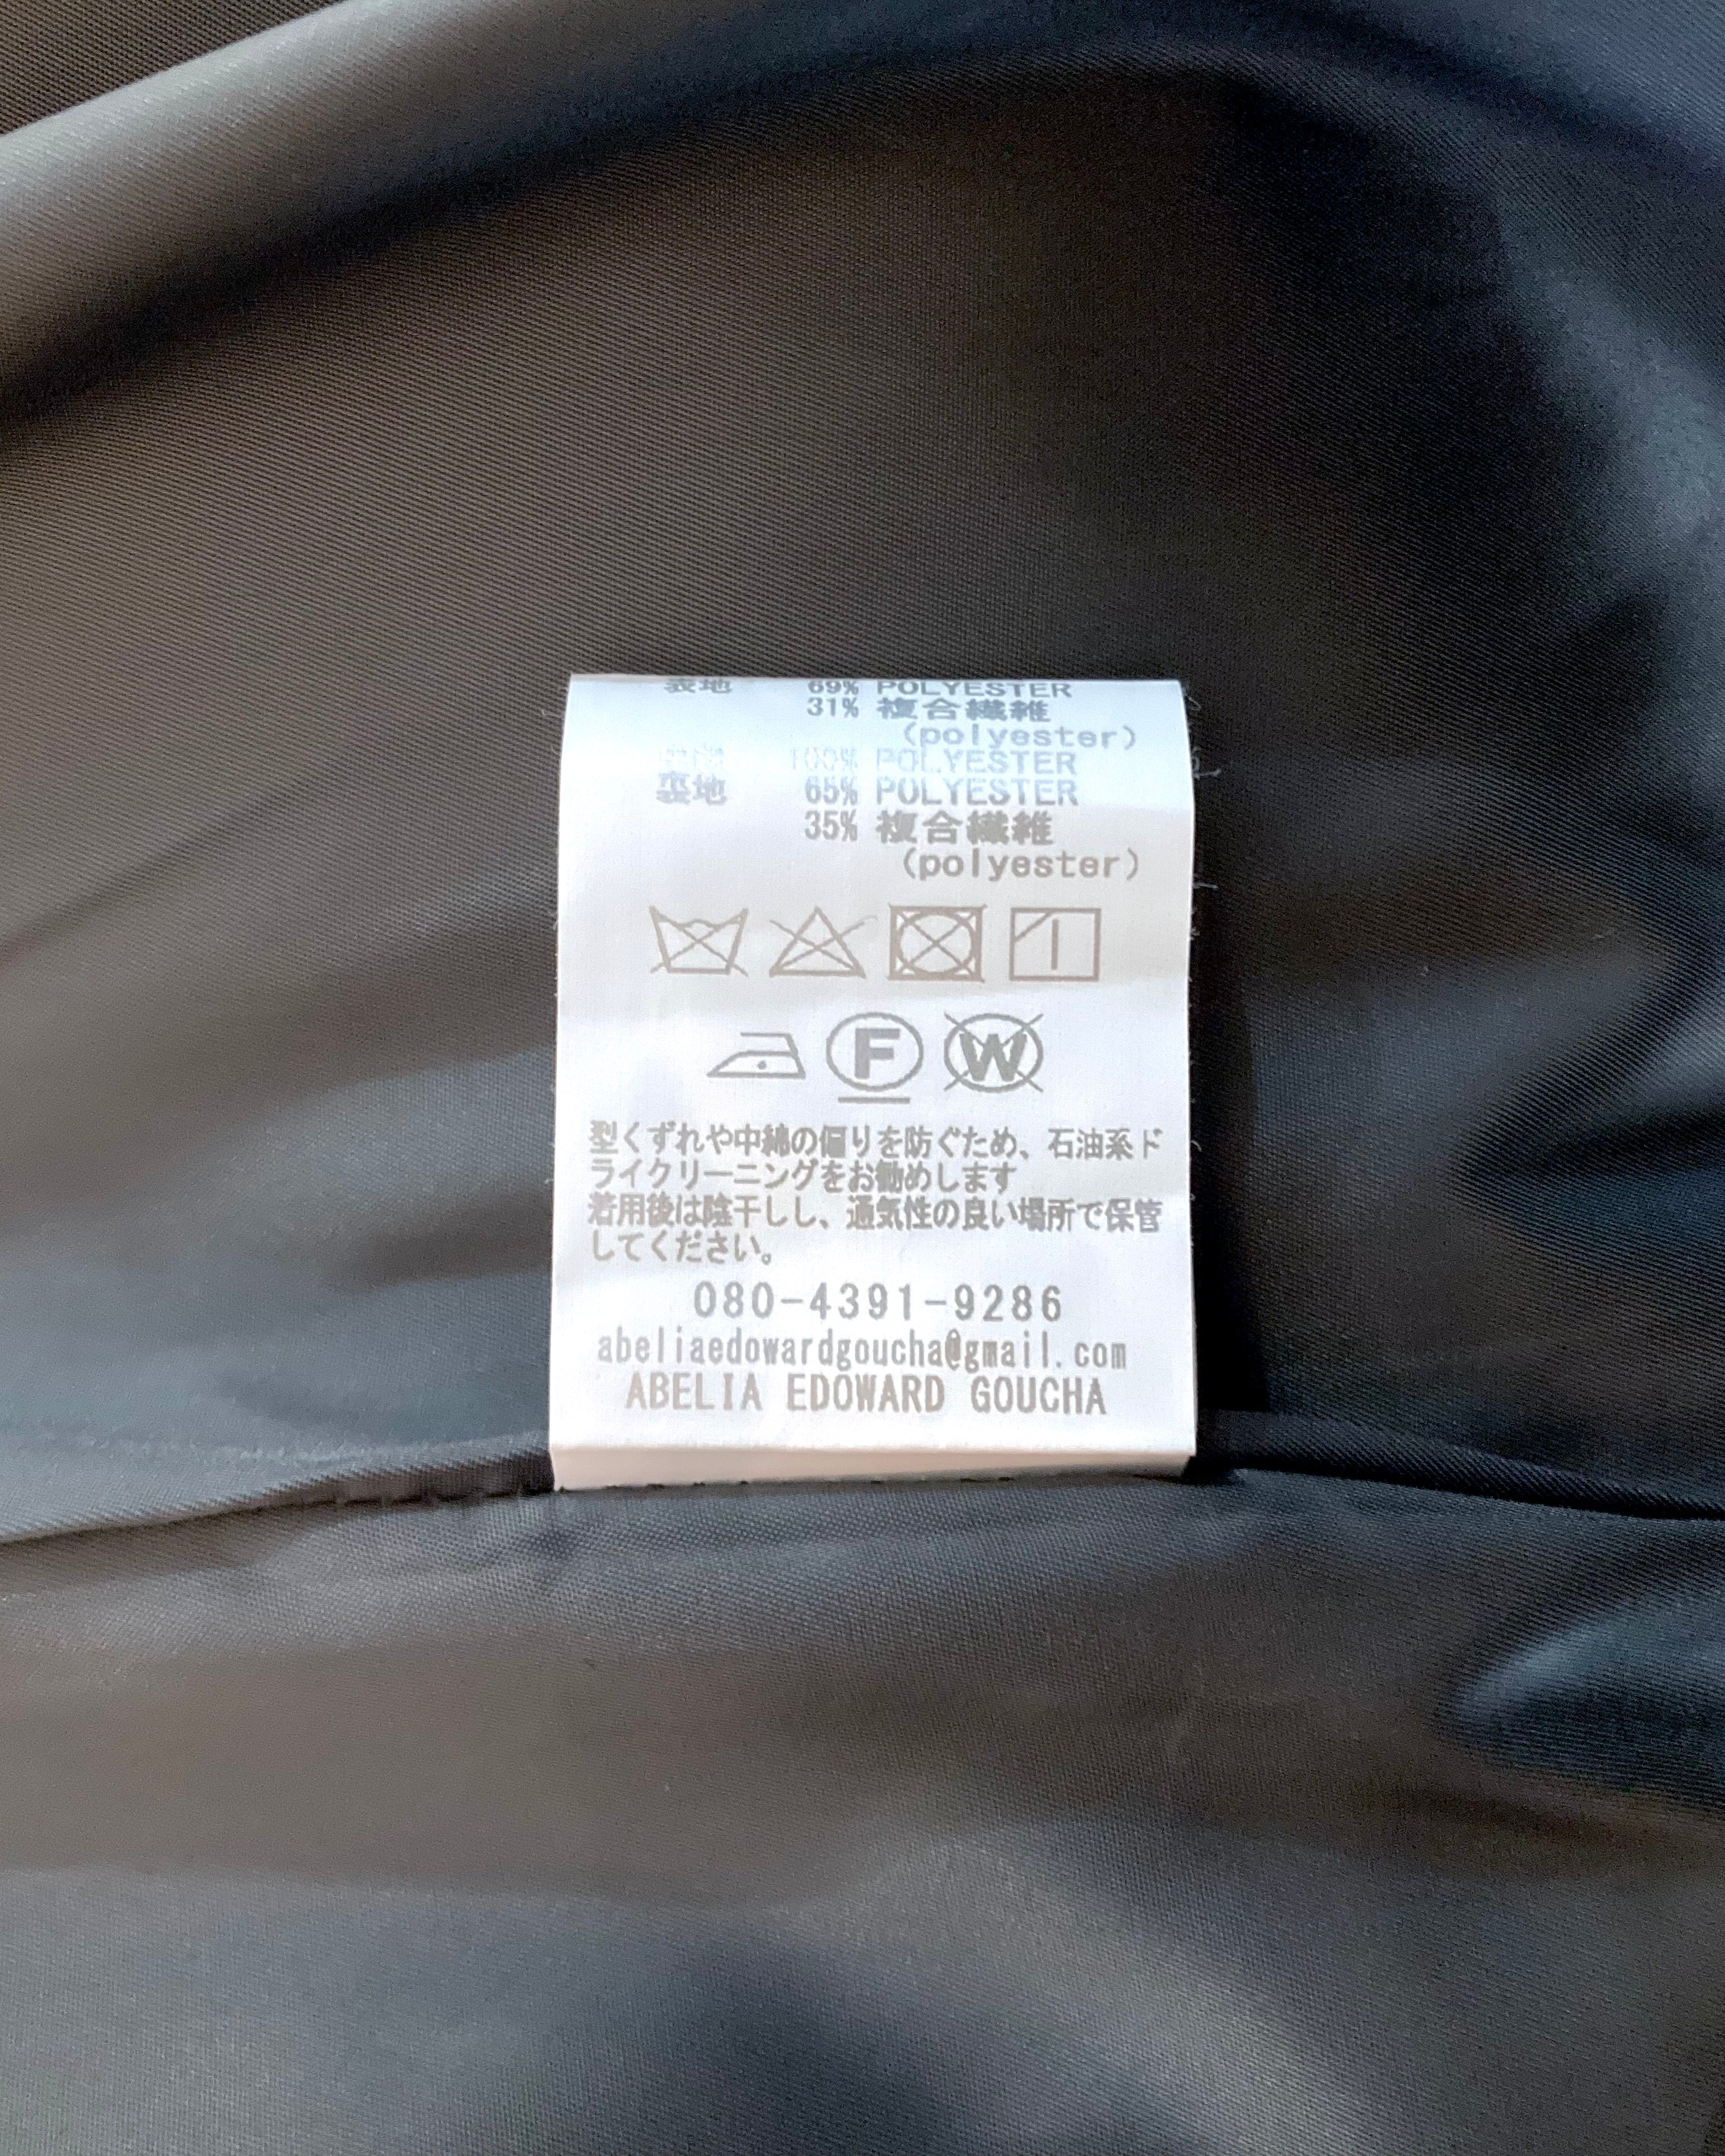 表地 69% POLYESTER
31% 複合繊維
(polyester)
100% POLYESTER
裏地 65% POLYESTER
35% 複合繊維
(polyester)
F W
型くずれや中綿の偏りを防ぐため、石油系ド
ライクリーニングをお勧めします
着用後は陰干しし、通気性の良い場所で保管
してください。
080-4391-9286
abeliaedowardgoucha@gmail.com
ABELIA EDOWARD GOUCHA